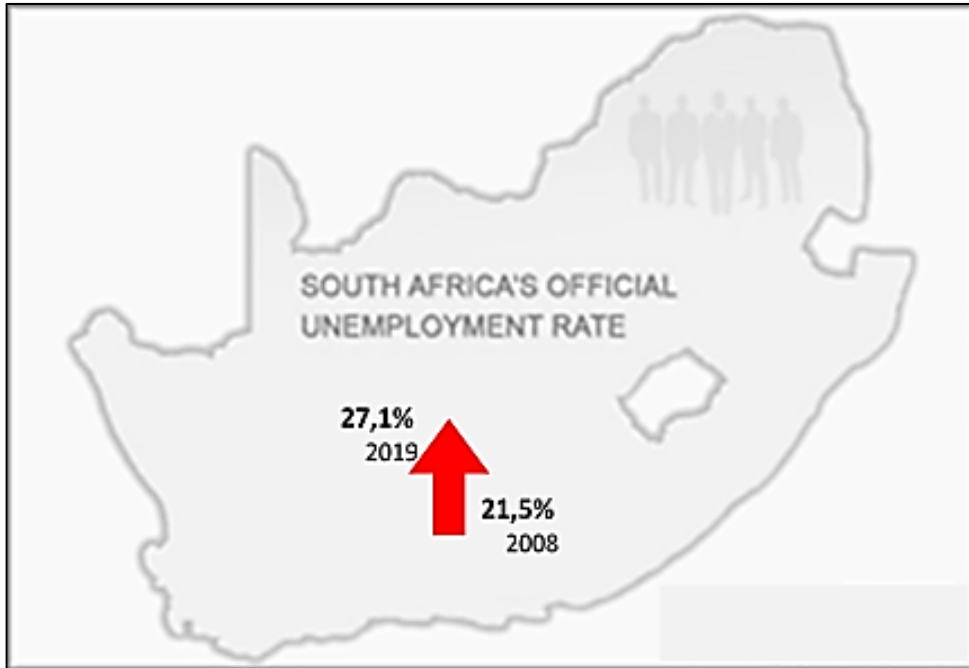 SOUTH AFRICA'S OFFICIAL
UNEMPLOYMENT RATE
27,1%
2019
21,5%
2008